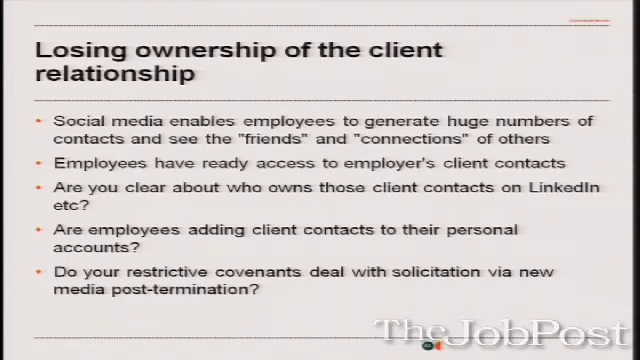 Losing ownership of the client
relationship
• Social media enables employees to generate huge numbers of
contacts and see the "friends" and "connections" of others
• Employees have ready access to employer's client contacts
• Are you clear about who owns those client contacts on LinkedIn
etc?
• Are employees adding client contacts to their personal
accounts?
• Do your restrictive covenants deal with solicitation via new
media post-termination?
TheJobPost